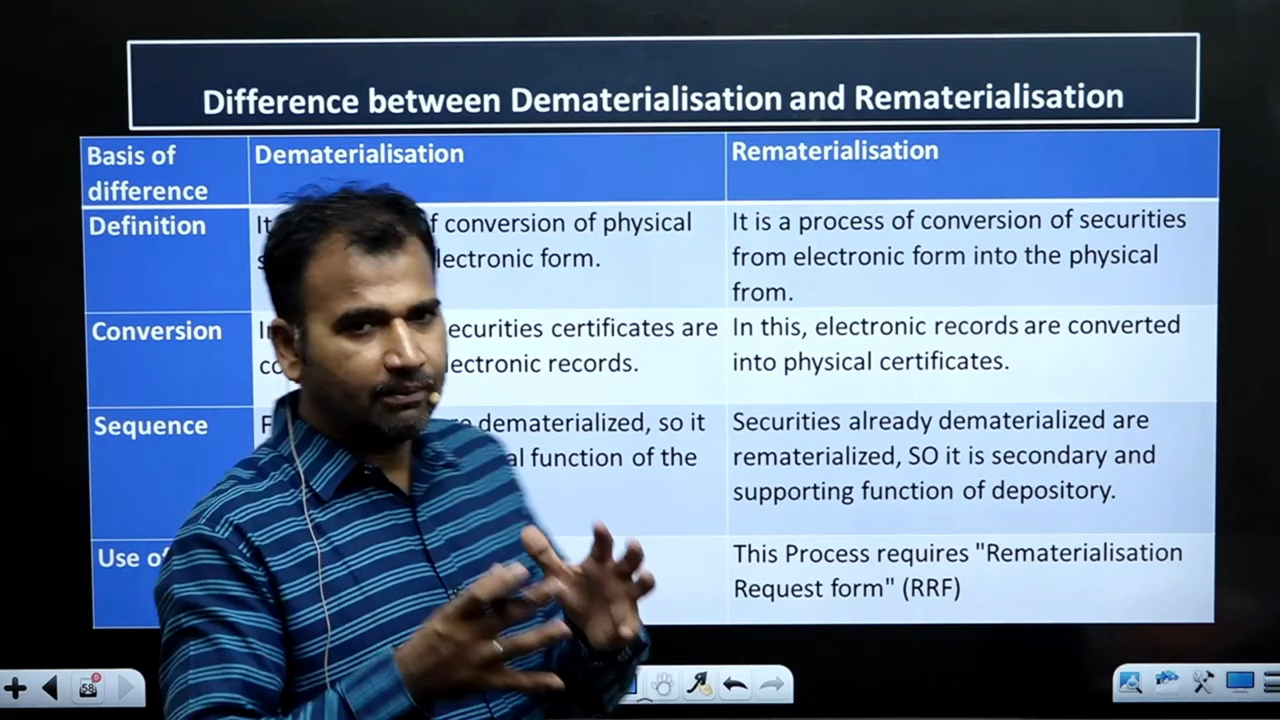 Difference between Dematerialisation and Rematerialisation
Basis of
difference
Dematerialisation
Rematerialisation
Definition
It
f conversion of physical
lectronic form.
It is a process of conversion of securities
from electronic form into the physical
from.
Conversion
ecurities certificates are
lectronic records.
In this, electronic records are converted
into physical certificates.
Sequence
dematerialized, so it
al function of the
Securities already dematerialized are
rematerialized, SO it is secondary and
supporting function of depository.
Use of
This Process requires "Rematerialisation
Request form" (RRF)
58